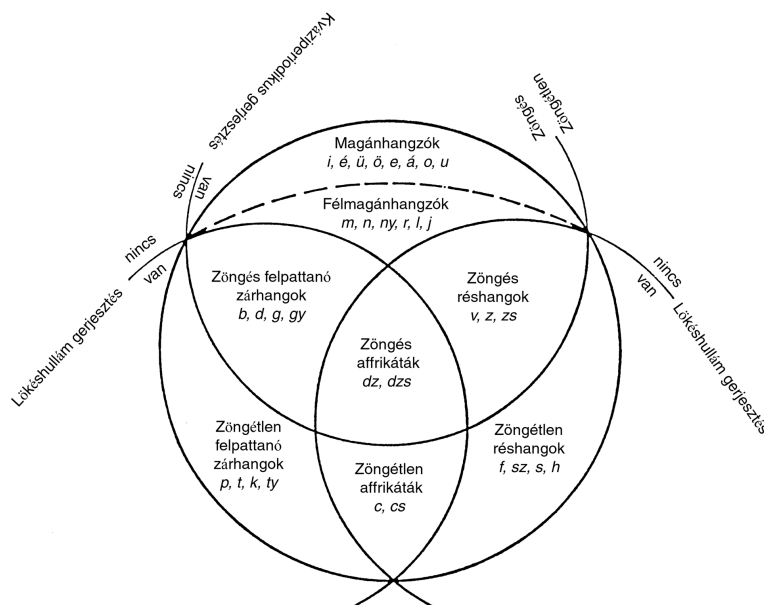 Kváziperiodikus gerjesztés
nincs
van
Zöngétlen
Zöngés
Magánhangzók
i, é, ü, ö, e, á, o, u
Félmagánhangzók
m, n, ny, r, l, j
nincs
van
Lökéshullám gerjesztés
nincs
van
Lökéshullám gerjesztés
Zöngés felpattanó
zárhangok
b, d, g, gy
Zöngés
réshangok
v, z, zs
Zöngés
affrikáták
dz, dzs
Zöngétlen
felpattanó
zárhangok
p, t, k, ty
Zöngétlen
réshangok
f, sz, s, h
Zöngétlen
affrikáták
c, cs